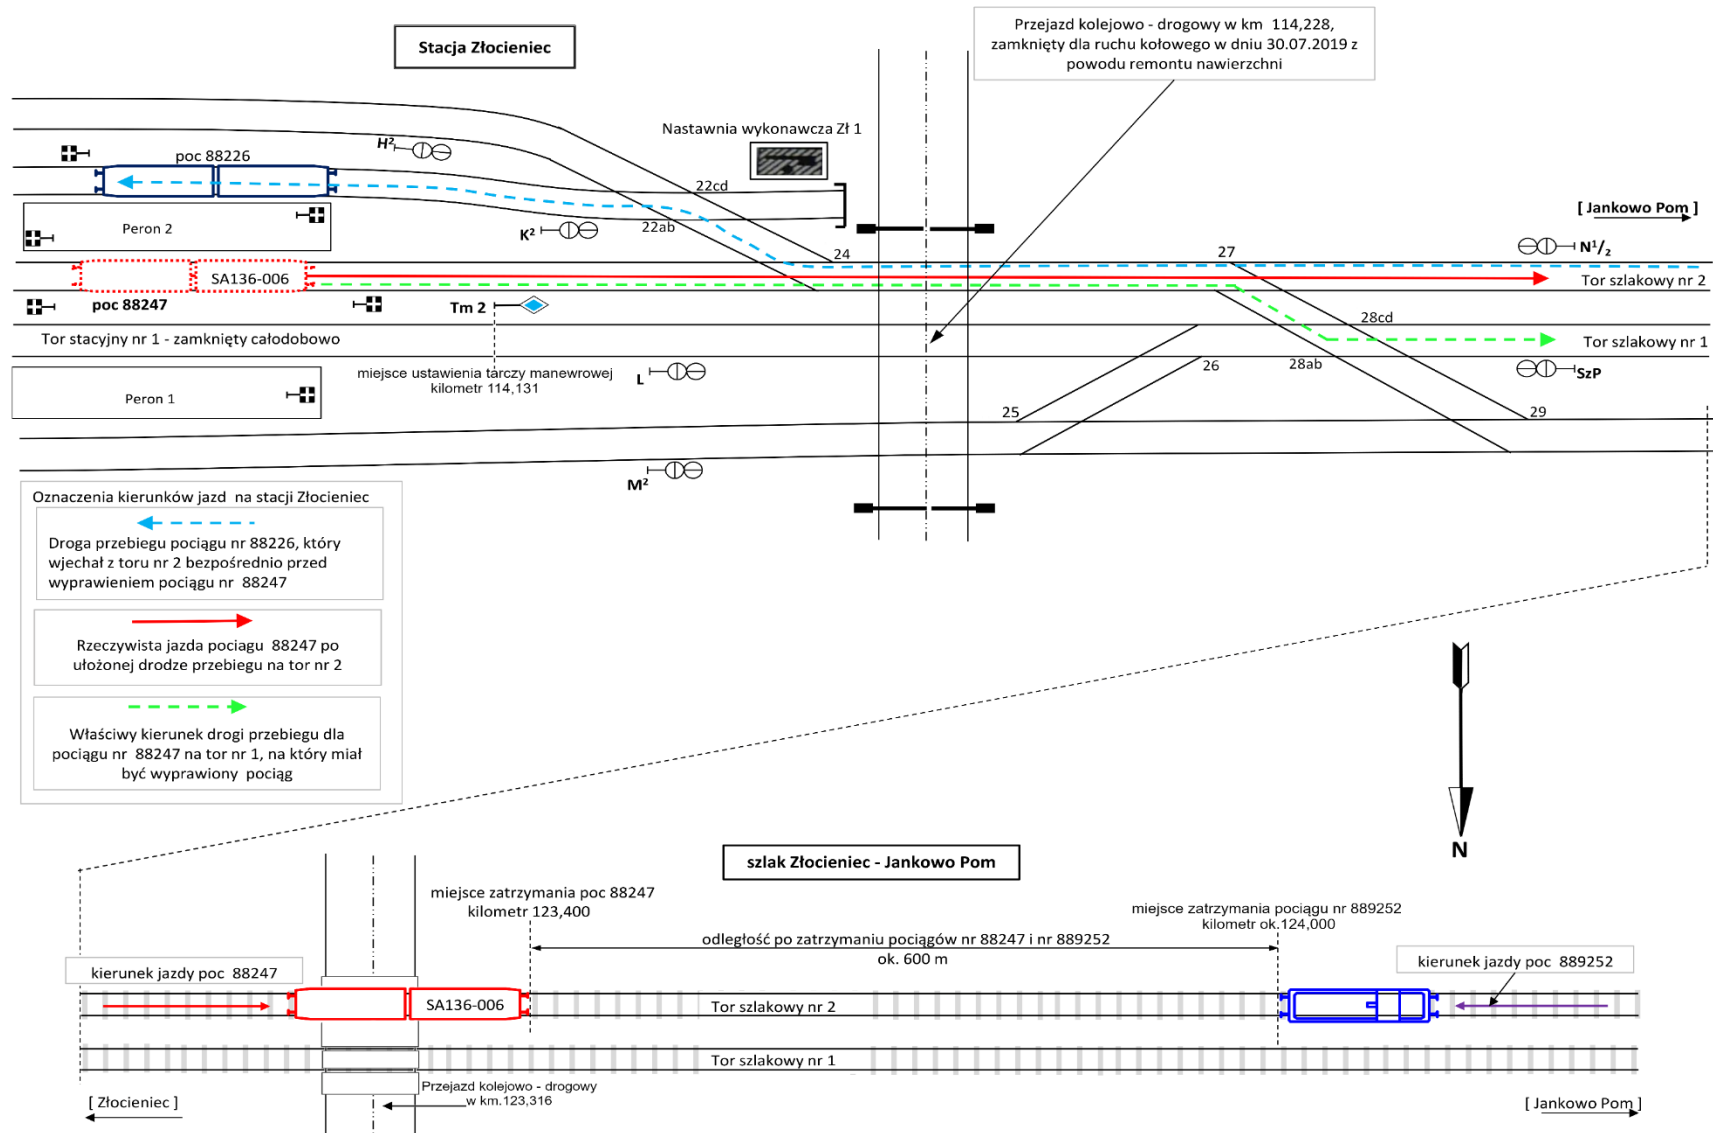 Stacja Złocieniec
Przejazd kolejowo - drogowy w km 114,228,
zamknięty dla ruchu kołowego w dniu 30.07.2019 z
powodu remontu nawierzchni
Nastawnia wykonawcza Zł 1
H²
poc 88226
22cd
[ Jankowo Pom ]
Peron 2
K²
22ab
24
27
N¹/₂
SA136-006
Tor szlakowy nr 2
poc 88247
Tm 2
28cd
Tor stacyjny nr 1 - zamknięty całodobowo
Tor szlakowy nr 1
miejsce ustawienia tarczy manewrowej
kilometr 114,131
L
26
28ab
SzP
Peron 1
25
29
M²
Oznaczenia kierunków jazd na stacji Złocieniec
Droga przebiegu pociągu nr 88226, który
wjechał z toru nr 2 bezpośrednio przed
wyprawieniem pociągu nr 88247
Rzeczywista jazda pociagu 88247 po
ułożonej drodze przebiegu na tor nr 2
Właściwy kierunek drogi przebiegu dla
pociągu nr 88247 na tor nr 1, na który miał
być wyprawiony pociąg
N
szlak Złocieniec - Jankowo Pom
miejsce zatrzymania poc 88247
kilometr 123,400
miejsce zatrzymania pociągu nr 889252
kilometr ok.124,000
odległość po zatrzymaniu pociągów nr 88247 i nr 889252
ok. 600 m
kierunek jazdy poc 88247
kierunek jazdy poc 889252
SA136-006
Tor szlakowy nr 2
Tor szlakowy nr 1
Przejazd kolejowo - drogowy
w km.123,316
[ Złocieniec ]
[ Jankowo Pom ]